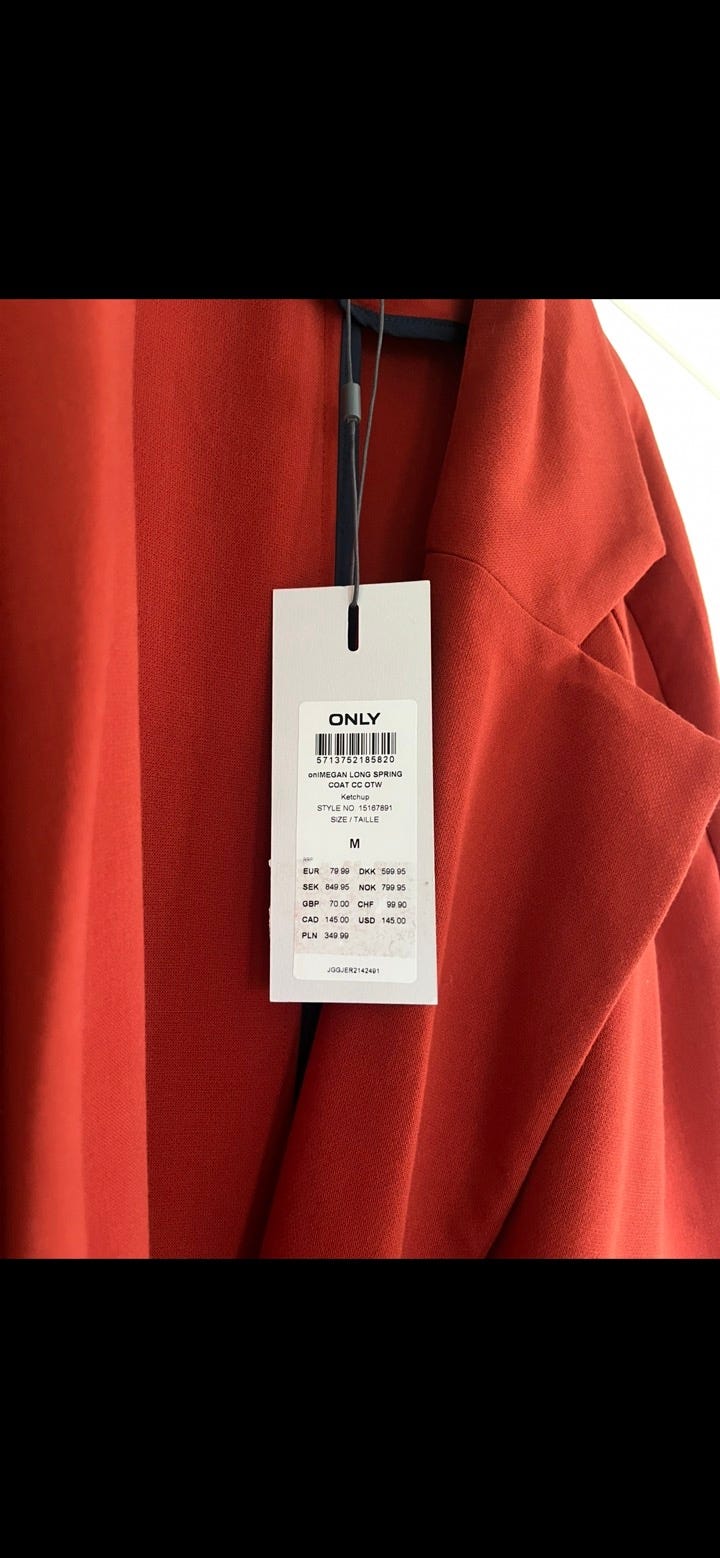 ONLY
5713752185820
onlMEGAN LONG SPRING
COAT CC OTW
Ketchup
STYLE NO. 15167891
SIZE / TAILLE
M
RRP
EUR 79.99 DKK 599.95
SEK 849.95 NOK 799.95
GBP 70.00 CHF 99.90
CAD 145.00 USD 145.00
PLN 349.99
JGGJER2142491